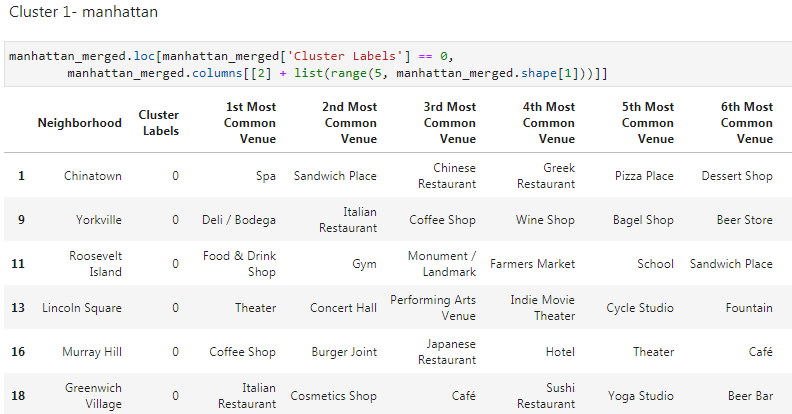 Cluster 1- manhattan
manhattan_merged.loc[manhattan_merged['Cluster Labels'] == 0,
manhattan_merged.columns[[2] + list(range(5, manhattan_merged.shape[1]))]]
Neighborhood Cluster Labels 1st Most Common Venue 2nd Most Common Venue 3rd Most Common Venue 4th Most Common Venue 5th Most Common Venue 6th Most Common Venue
1 Chinatown 0 Spa Sandwich Place Chinese Restaurant Greek Restaurant Pizza Place Dessert Shop
9 Yorkville 0 Deli / Bodega Italian Restaurant Coffee Shop Wine Shop Bagel Shop Beer Store
11 Roosevelt Island 0 Food & Drink Shop Gym Monument / Landmark Farmers Market School Sandwich Place
13 Lincoln Square 0 Theater Concert Hall Performing Arts Venue Indie Movie Theater Cycle Studio Fountain
16 Murray Hill 0 Coffee Shop Burger Joint Japanese Restaurant Hotel Theater Café
18 Greenwich Village 0 Italian Restaurant Cosmetics Shop Café Sushi Restaurant Yoga Studio Beer Bar